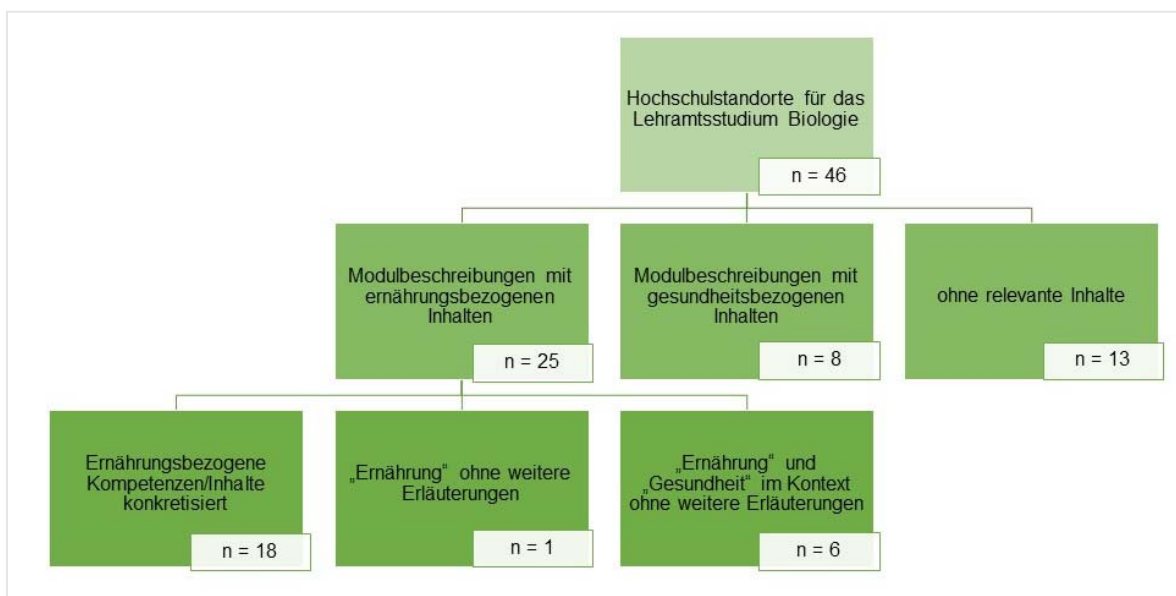 Hochschulstandorte für das
Lehramtsstudium Biologie
n = 46
Modulbeschreibungen mit
ernährungsbezogenen
Inhalten
n = 25
Modulbeschreibungen mit
gesundheitsbezogenen
Inhalten
n = 8
ohne relevante Inhalte
n = 13
Ernährungsbezogene
Kompetenzen/Inhalte
konkretisiert
n = 18
„Ernährung“ ohne weitere
Erläuterungen
n = 1
„Ernährung“ und
„Gesundheit“ im Kontext
ohne weitere Erläuterungen
n = 6